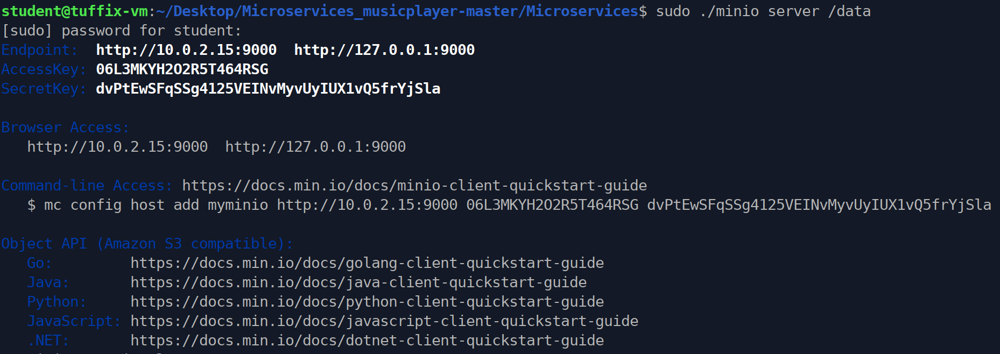 student@tuffix-vm:~/Desktop/Microservices_musicplayer-master/Microservices$ sudo ./minio server /data
[sudo] password for student:
Endpoint:  http://10.0.2.15:9000  http://127.0.0.1:9000
AccessKey: 06L3MKYH2O2R5T464RSG
SecretKey: dvPtEwSFqSSg4125VEINvMyvUyIUX1vQ5frYjSla
Browser Access:
   http://10.0.2.15:9000  http://127.0.0.1:9000
Command-line Access: https://docs.min.io/docs/minio-client-quickstart-guide
   $ mc config host add myminio http://10.0.2.15:9000 06L3MKYH2O2R5T464RSG dvPtEwSFqSSg4125VEINvMyvUyIUX1vQ5frYjSla
Object API (Amazon S3 compatible):
   Go:         https://docs.min.io/docs/golang-client-quickstart-guide
   Java:       https://docs.min.io/docs/java-client-quickstart-guide
   Python:     https://docs.min.io/docs/python-client-quickstart-guide
   JavaScript: https://docs.min.io/docs/javascript-client-quickstart-guide
   .NET:       https://docs.min.io/docs/dotnet-client-quickstart-guide